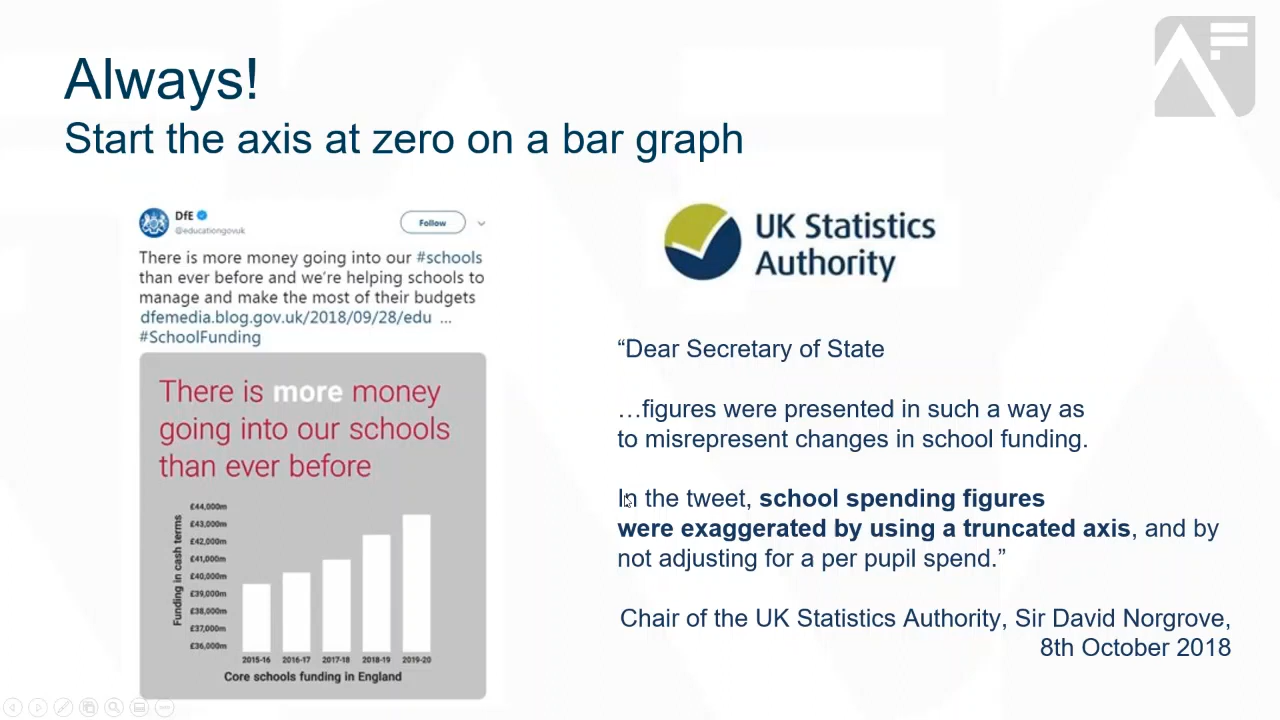 Always!
Start the axis at zero on a bar graph
DfE
@educationgovuk
Follow
There is more money going into our #schools
than ever before and we're helping schools to
manage and make the most of their budgets
dfemedia.blog.gov.uk/2018/09/28/edu ...
#SchoolFunding
There is more money
going into our schools
than ever before
Funding in cash terms
£44,000m
£43,000m
£42,000m
£41,000m
£40,000m
£39,000m
£38,000m
£37,000m
£36,000m
2015-16 2016-17 2017-18 2018-19 2019-20
Core schools funding in England
UK Statistics
Authority
“Dear Secretary of State
…figures were presented in such a way as
to misrepresent changes in school funding.
In the tweet, school spending figures
were exaggerated by using a truncated axis, and by
not adjusting for a per pupil spend.”
Chair of the UK Statistics Authority, Sir David Norgrove,
8th October 2018